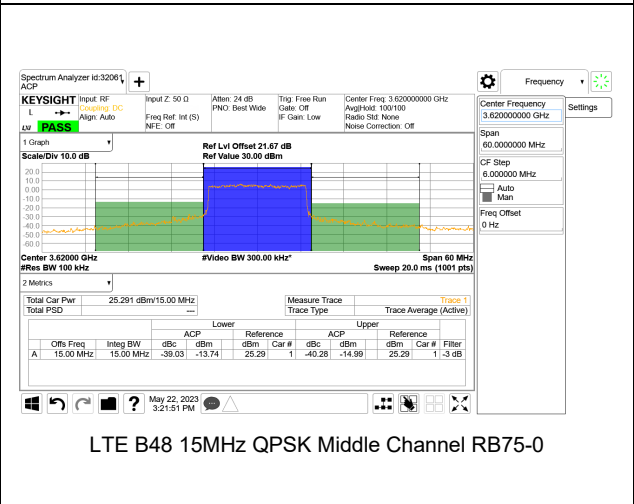 Spectrum Analyzer id:32061
ACP
+
Frequency
KEYSIGHT Input: RF Input Z: 50 Ω Atten: 24 dB Trig: Free Run Center Freq: 3.620000000 GHz
L Coupling: DC PNO: Best Wide Gate: Off Avg|Hold: 100/100
Align: Auto Freq Ref: Int (S) IF Gain: Low Radio Std: None
LXI PASS NFE: Off Noise Correction: Off
Center Frequency
3.620000000 GHz
Settings
Span
60.0000000 MHz
CF Step
6.000000 MHz
Auto
Man
Freq Offset
0 Hz
1 Graph
Ref Lvl Offset 21.67 dB
Scale/Div 10.0 dB Ref Value 30.00 dBm
20.0
10.0
0.00
-10.0
-20.0
-30.0
-40.0
-50.0
-60.0
Center 3.62000 GHz #Video BW 300.00 kHz* Span 60 MHz
#Res BW 100 kHz Sweep 20.0 ms (1001 pts)
2 Metrics
Total Car Pwr 25.291 dBm/15.00 MHz Measure Trace Trace 1
Total PSD --- Trace Type Trace Average (Active)
Lower Upper
ACP Reference ACP Reference
Offs Freq Integ BW dBc dBm dBm Car # dBc dBm dBm Car # Filter
A 15.00 MHz 15.00 MHz -39.03 -13.74 25.29 1 -40.28 -14.99 25.29 1 -3 dB
?
May 22, 2023
3:21:51 PM
LTE B48 15MHz QPSK Middle Channel RB75-0